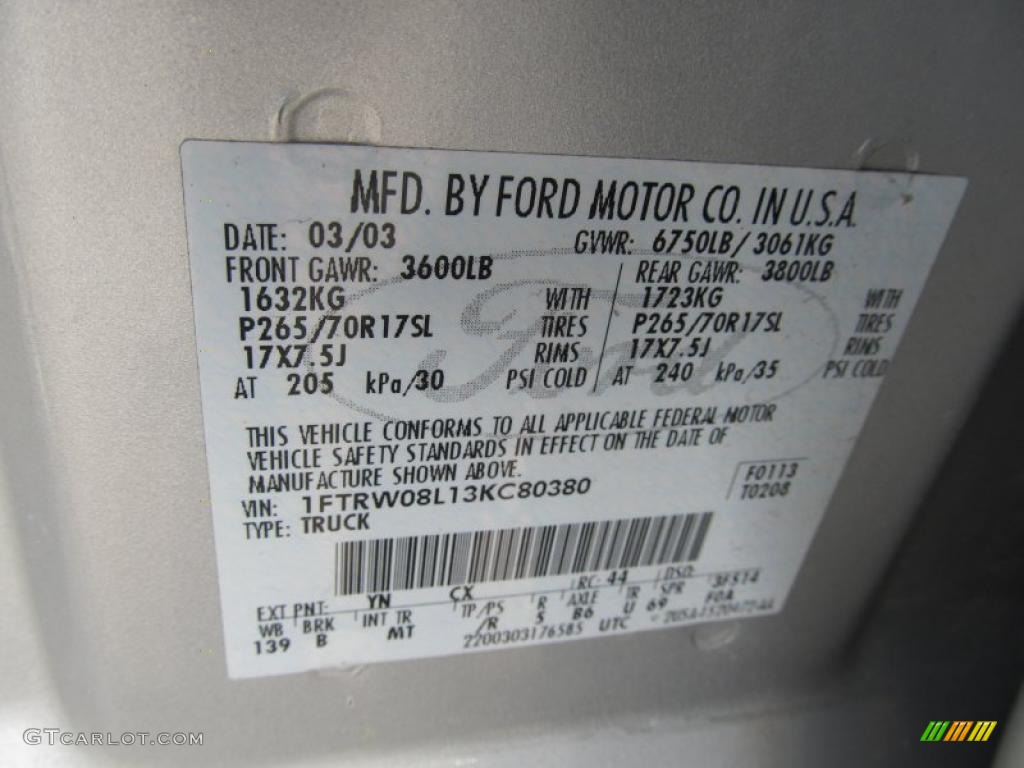 MFD. BY FORD MOTOR CO. IN U.S.A.
DATE: 03/03 GVWR: 6750LB/3061KG
FRONT GAWR: 3600LB REAR GAWR: 3800LB
1632KG WITH 1723KG WITH
P265/70R17SL TIRES P265/70R17SL TIRES
17X7.5J RIMS 17X7.5J RIMS
AT 205 kPa/30 PSI COLD AT 240 kPa/35 PSI COLD
Ford
THIS VEHICLE CONFORMS TO ALL APPLICABLE FEDERAL MOTOR
VEHICLE SAFETY STANDARDS IN EFFECT ON THE DATE OF
MANUFACTURE SHOWN ABOVE.
F0113
T0208
VIN: 1FTRW08L13KC80380
TYPE: TRUCK
EXT PNT: YN CX RC: 44 DSO: 3F514
WB BRK INT TR TP/PS R AXLE TR SPR F0A
139 B MT /R 5 B6 U 69
2200303176585 UTC
GTCARLOT.COM